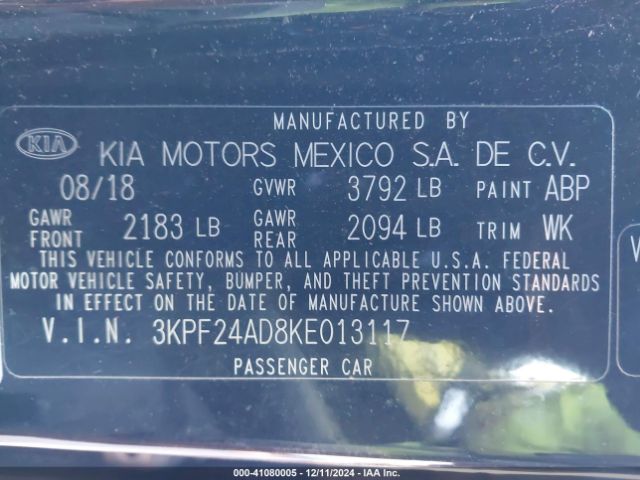 MANUFACTURED BY
KIA KIA MOTORS MEXICO S.A. DE C.V.
08/18 GVWR 3792 LB PAINT ABP
GAWR FRONT 2183 LB GAWR REAR 2094 LB TRIM WK
THIS VEHICLE CONFORMS TO ALL APPLICABLE U.S.A. FEDERAL
MOTOR VEHICLE SAFETY, BUMPER, AND THEFT PREVENTION STANDARDS
IN EFFECT ON THE DATE OF MANUFACTURE SHOWN ABOVE.
V.I.N. 3KPF24AD8KE013117
PASSENGER CAR
000-41080005 - 12/11/2024 - IAA Inc.